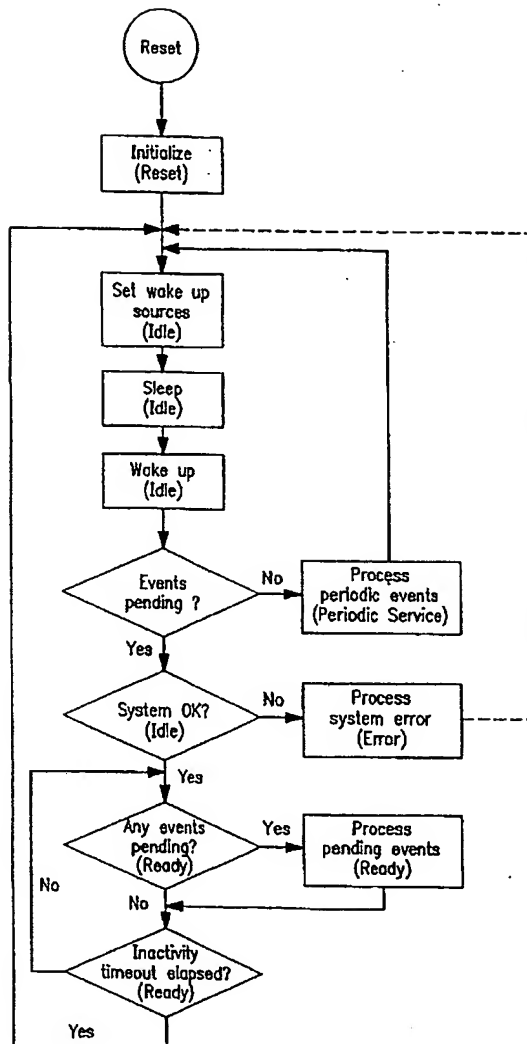 Reset
Initialize
(Reset)
Set wake up
sources
(Idle)
Sleep
(Idle)
Wake up
(Idle)
Events
pending ?
No
Process
periodic events
(Periodic Service)
Yes
System OK?
(Idle)
No
Process
system error
(Error)
Yes
Any events
pending?
(Ready)
Yes
Process
pending events
(Ready)
No
No
Inactivity
timeout elapsed?
(Ready)
Yes